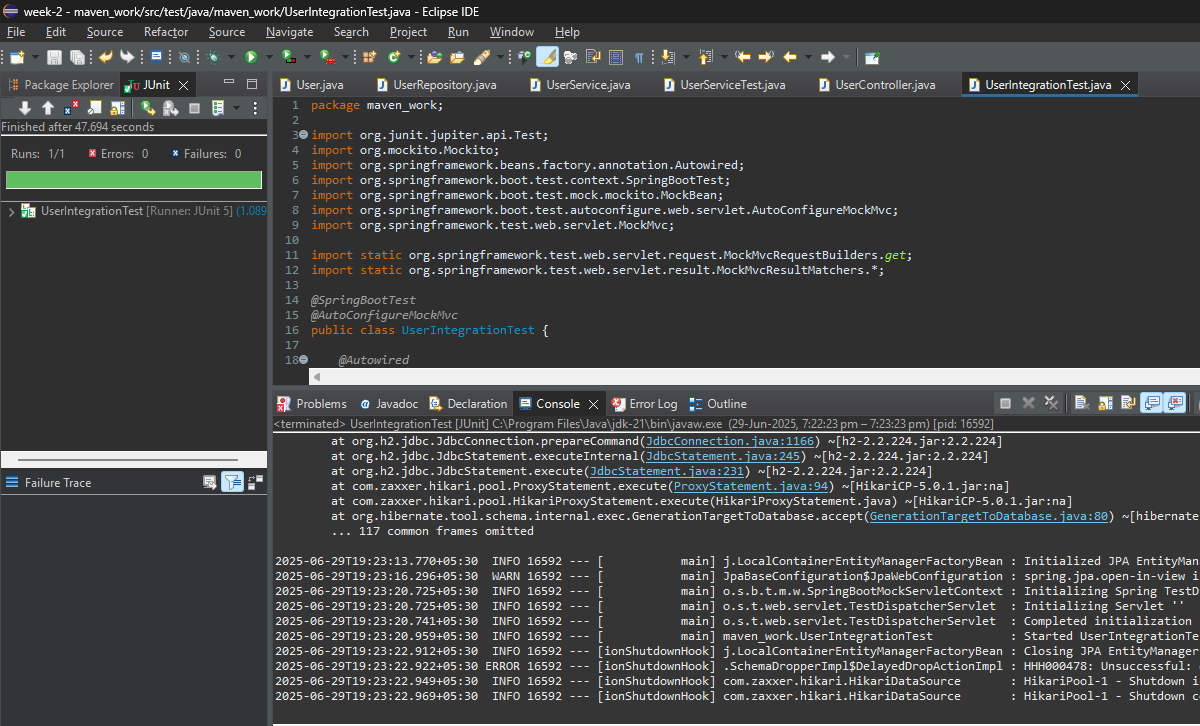 week-2 - maven_work/src/test/java/maven_work/UserIntegrationTest.java - Eclipse IDE
File Edit Source Refactor Source Navigate Search Project Run Window Help
Package Explorer JUnit
Finished after 47.694 seconds
Runs: 1/1 Errors: 0 Failures: 0
UserIntegrationTest [Runner: JUnit 5] (1.089
Failure Trace
User.java UserRepository.java UserService.java UserServiceTest.java UserController.java UserIntegrationTest.java
1 package maven_work;
2
3 import org.junit.jupiter.api.Test;
4 import org.mockito.Mockito;
5 import org.springframework.beans.factory.annotation.Autowired;
6 import org.springframework.boot.test.context.SpringBootTest;
7 import org.springframework.boot.test.mock.mockito.MockBean;
8 import org.springframework.boot.test.autoconfigure.web.servlet.AutoConfigureMockMvc;
9 import org.springframework.test.web.servlet.MockMvc;
10
11 import static org.springframework.test.web.servlet.request.MockMvcRequestBuilders.get;
12 import static org.springframework.test.web.servlet.result.MockMvcResultMatchers.*;
13
14 @SpringBootTest
15 @AutoConfigureMockMvc
16 public class UserIntegrationTest {
17
18 @Autowired
Problems Javadoc Declaration Console Error Log Outline
<terminated> UserIntegrationTest [JUnit] C:\Program Files\Java\jdk-21\bin\javaw.exe (29-Jun-2025, 7:22:23 pm – 7:23:23 pm) [pid: 16592]
at org.h2.jdbc.JdbcConnection.prepareCommand(JdbcConnection.java:1166) ~[h2-2.2.224.jar:2.2.224]
at org.h2.jdbc.JdbcStatement.executeInternal(JdbcStatement.java:245) ~[h2-2.2.224.jar:2.2.224]
at org.h2.jdbc.JdbcStatement.execute(JdbcStatement.java:231) ~[h2-2.2.224.jar:2.2.224]
at com.zaxxer.hikari.pool.ProxyStatement.execute(ProxyStatement.java:94) ~[HikariCP-5.0.1.jar:na]
at com.zaxxer.hikari.pool.HikariProxyStatement.execute(HikariProxyStatement.java) ~[HikariCP-5.0.1.jar:na]
at org.hibernate.tool.schema.internal.exec.GenerationTargetToDatabase.accept(GenerationTargetToDatabase.java:80) ~[hibernate
... 117 common frames omitted
2025-06-29T19:23:13.770+05:30 INFO 16592 --- [ main] j.LocalContainerEntityManagerFactoryBean : Initialized JPA EntityMan
2025-06-29T19:23:16.296+05:30 WARN 16592 --- [ main] JpaBaseConfiguration$JpaWebConfiguration : spring.jpa.open-in-view i
2025-06-29T19:23:20.725+05:30 INFO 16592 --- [ main] o.s.b.t.m.w.SpringBootMockServletContext : Initializing Spring TestD
2025-06-29T19:23:20.725+05:30 INFO 16592 --- [ main] o.s.t.web.servlet.TestDispatcherServlet : Initializing Servlet ''
2025-06-29T19:23:20.741+05:30 INFO 16592 --- [ main] o.s.t.web.servlet.TestDispatcherServlet : Completed initialization
2025-06-29T19:23:20.959+05:30 INFO 16592 --- [ main] maven_work.UserIntegrationTest : Started UserIntegrationTe
2025-06-29T19:23:22.912+05:30 INFO 16592 --- [ionShutdownHook] j.LocalContainerEntityManagerFactoryBean : Closing JPA EntityManager
2025-06-29T19:23:22.922+05:30 ERROR 16592 --- [ionShutdownHook] .SchemaDropperImpl$DelayedDropActionImpl : HHH000478: Unsuccessful:
2025-06-29T19:23:22.949+05:30 INFO 16592 --- [ionShutdownHook] com.zaxxer.hikari.HikariDataSource : HikariPool-1 - Shutdown i
2025-06-29T19:23:22.969+05:30 INFO 16592 --- [ionShutdownHook] com.zaxxer.hikari.HikariDataSource : HikariPool-1 - Shutdown c